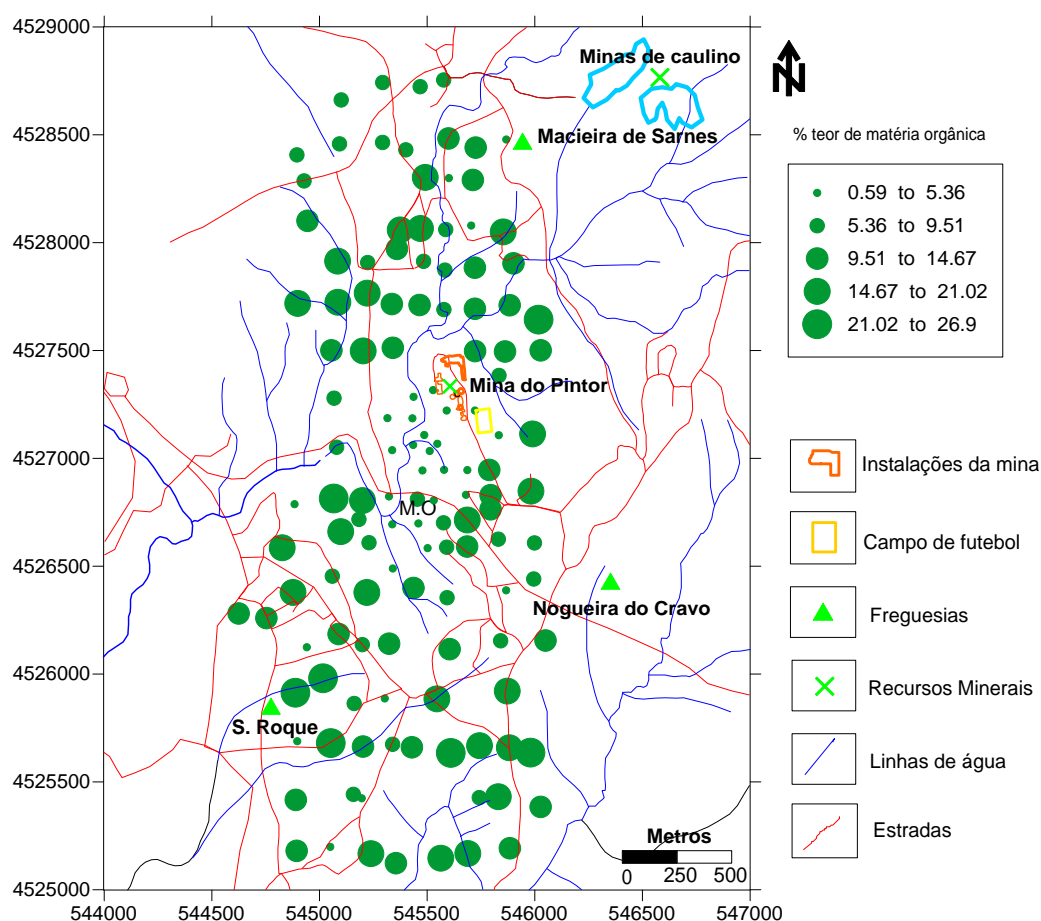 4529000
4528500
4528000
4527500
4527000
4526500
4526000
4525500
4525000
544000
544500
545000
545500
546000
546500
547000
Minas de caulino
Macieira de Sarnes
Mina do Pintor
M.O
Nogueira do Cravo
S. Roque
Metros
0 250 500
N
% teor de matéria orgânica
0.59 to 5.36
5.36 to 9.51
9.51 to 14.67
14.67 to 21.02
21.02 to 26.9
Instalações da mina
Campo de futebol
Freguesias
Recursos Minerais
Linhas de água
Estradas